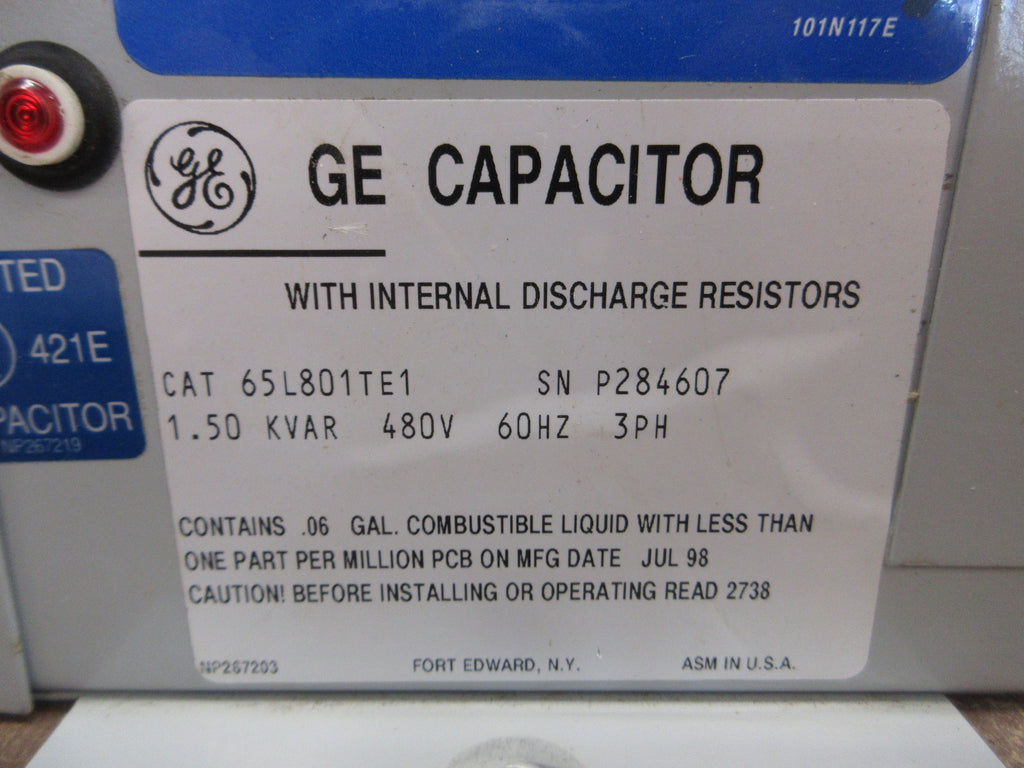 101N117E
GE
GE CAPACITOR
WITH INTERNAL DISCHARGE RESISTORS
CAT 65L801TE1 SN P284607
1.50 KVAR 480V 60HZ 3PH
CONTAINS .06 GAL. COMBUSTIBLE LIQUID WITH LESS THAN
ONE PART PER MILLION PCB ON MFG DATE JUL 98
CAUTION! BEFORE INSTALLING OR OPERATING READ 2738
NP267203 FORT EDWARD, N.Y. ASM IN U.S.A.
TED
421E
PACITOR
NP267219